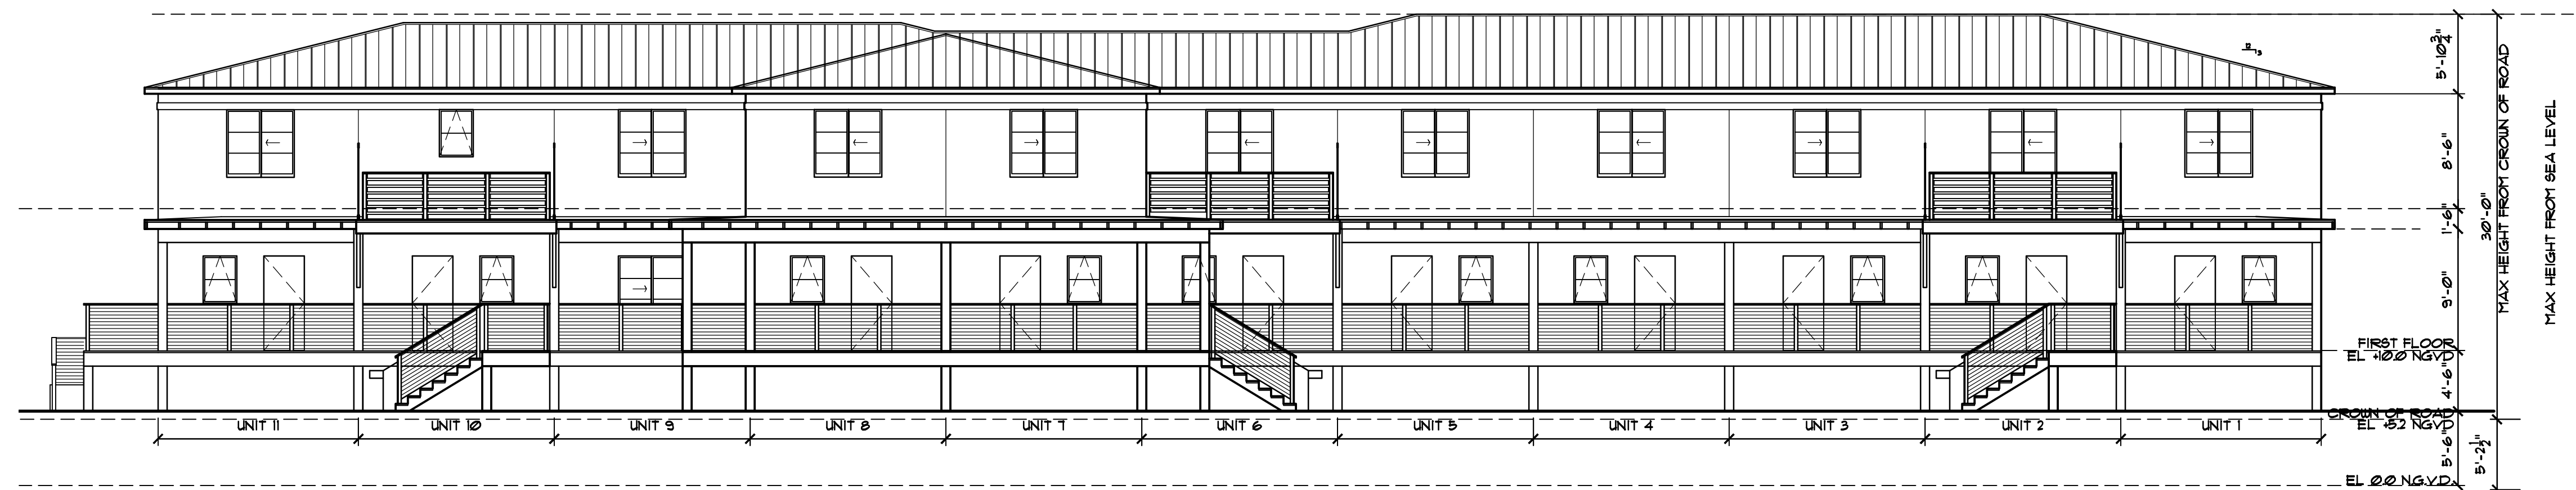 12
3
5'-10 3/4"
8'-6"
1'-6"
9'-0"
4'-6"
5'-6"
30'-0"
5'-2 1/2"
MAX HEIGHT FROM CROWN OF ROAD
MAX HEIGHT FROM SEA LEVEL
FIRST FLOOR
EL +10.0 N.G.V.D.
CROWN OF ROAD
EL +5.2 N.G.V.D.
UNIT 11
UNIT 10
UNIT 9
UNIT 8
UNIT 7
UNIT 6
UNIT 5
UNIT 4
UNIT 3
UNIT 2
UNIT 1
EL 0.0 N.G.V.D.